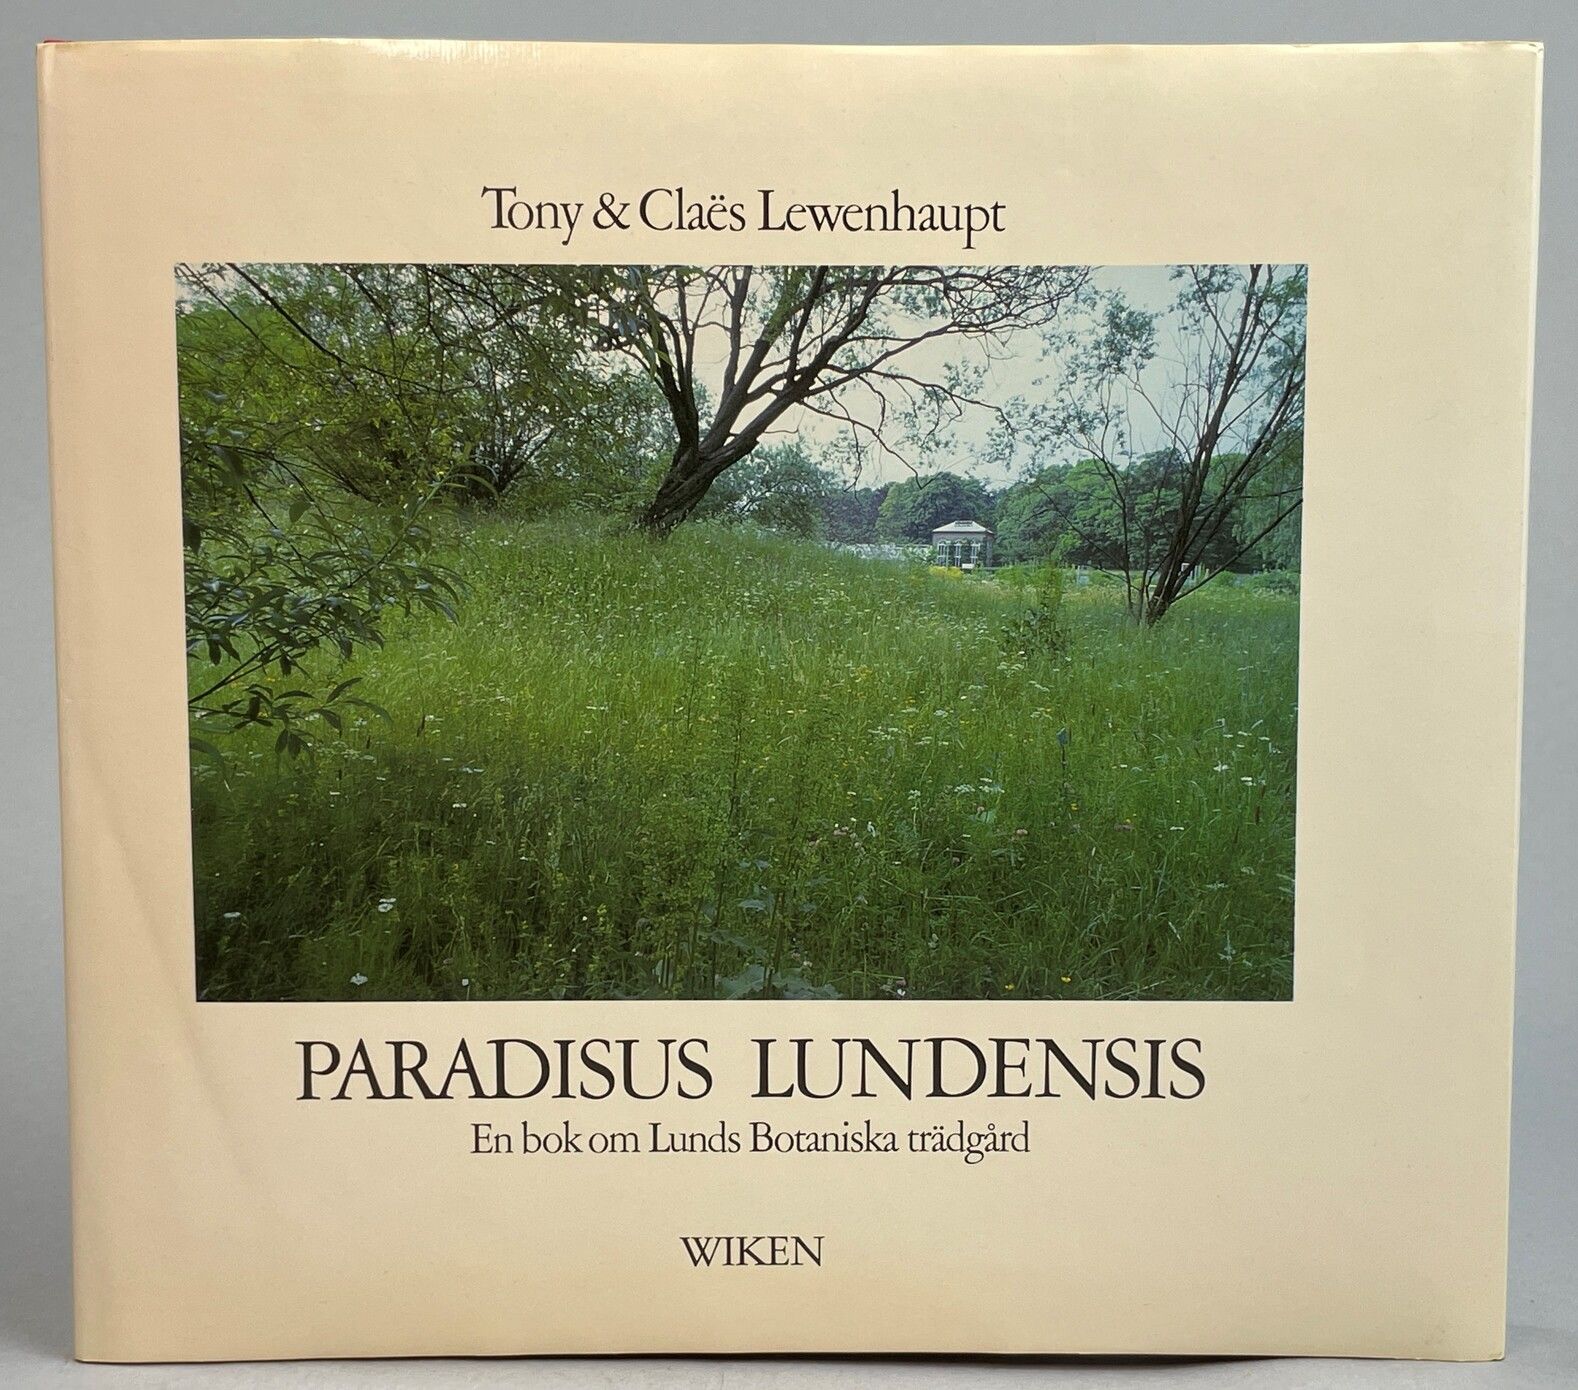 Tony & Claës Lewenhaupt
PARADISUS LUNDENSIS
En bok om Lunds Botaniska trädgård
WIKEN